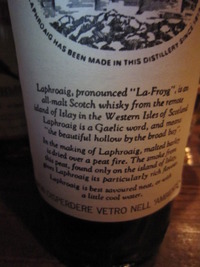 LAPHROAIG HAS BEEN MADE IN THIS DISTILLERY SINCE
Laphroaig, pronounced "La-Froyg", is an
all-malt Scotch whisky from the remote
island of Islay in the Western Isles of Scotland.
Laphroaig is a Gaelic word, and means
"the beautiful hollow by the broad bay".
In the making of Laphroaig, malted barley
is dried over a peat fire. The smoke from
this peat, found only on the island of Islay,
gives Laphroaig its particularly rich flavour.
Laphroaig is best savoured neat, or with
a little cool water.
DISPERDERE VETRO NELL'AMBIENTE